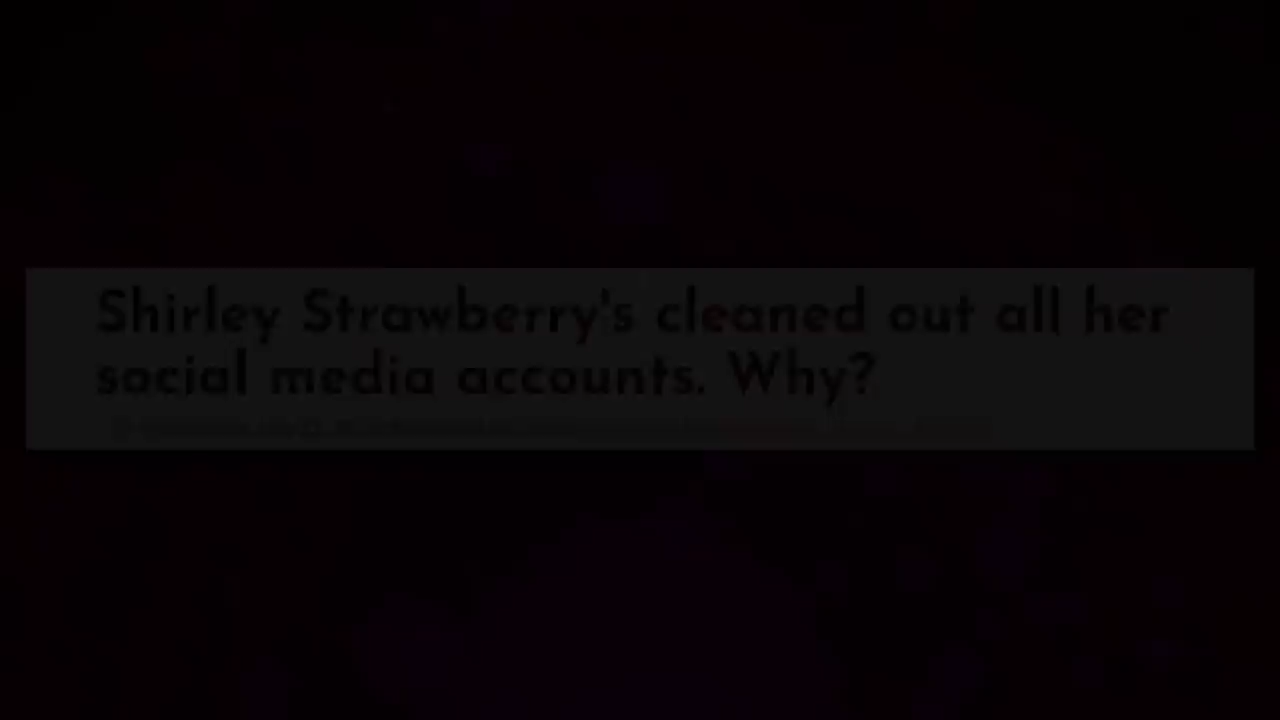 Shirley Strawberry's cleaned out all her
social media accounts. Why?